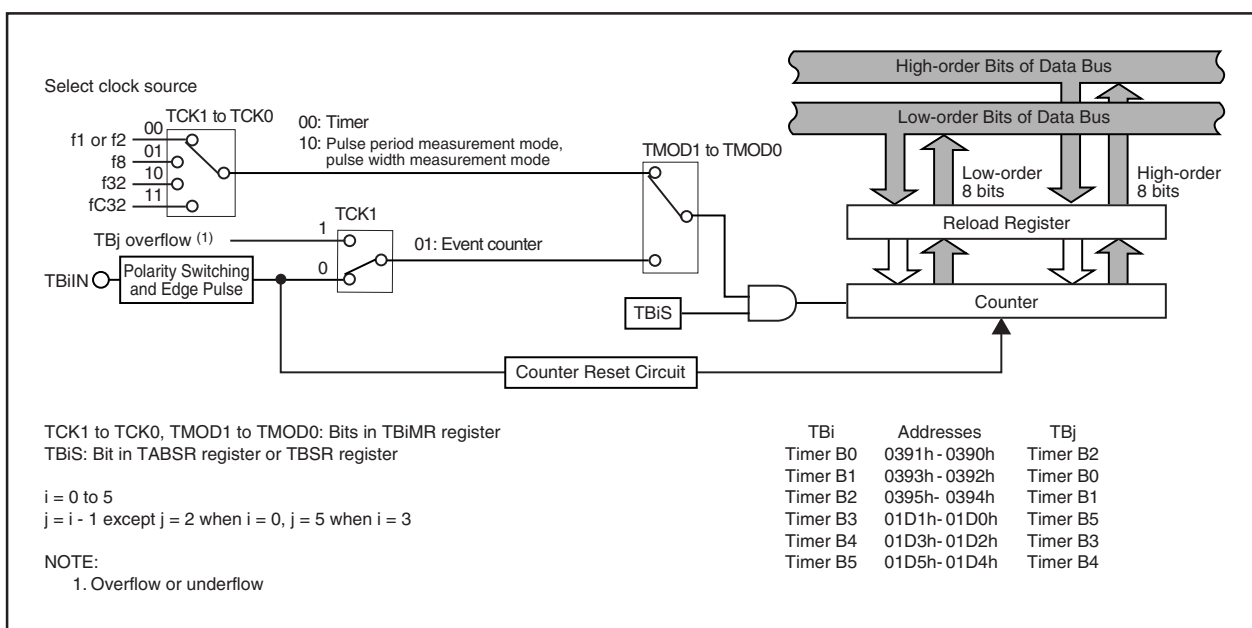 High-order Bits of Data Bus
Select clock source
TCK1 to TCK0
00: Timer
10: Pulse period measurement mode,
pulse width measurement mode
Low-order Bits of Data Bus
f1 or f2 00
f8 01
f32 10
fC32 11
TMOD1 to TMOD0
Low-order
8 bits
High-order
8 bits
TCK1
Reload Register
TBj overflow (1) 1
01: Event counter
TBiIN
Polarity Switching
and Edge Pulse
0
TBiS
Counter
Counter Reset Circuit
TCK1 to TCK0, TMOD1 to TMOD0: Bits in TBiMR register
TBiS: Bit in TABSR register or TBSR register
i = 0 to 5
j = i - 1 except j = 2 when i = 0, j = 5 when i = 3
NOTE:
1. Overflow or underflow
TBi Addresses TBj
Timer B0 0391h - 0390h Timer B2
Timer B1 0393h - 0392h Timer B0
Timer B2 0395h - 0394h Timer B1
Timer B3 01D1h - 01D0h Timer B5
Timer B4 01D3h - 01D2h Timer B3
Timer B5 01D5h - 01D4h Timer B4